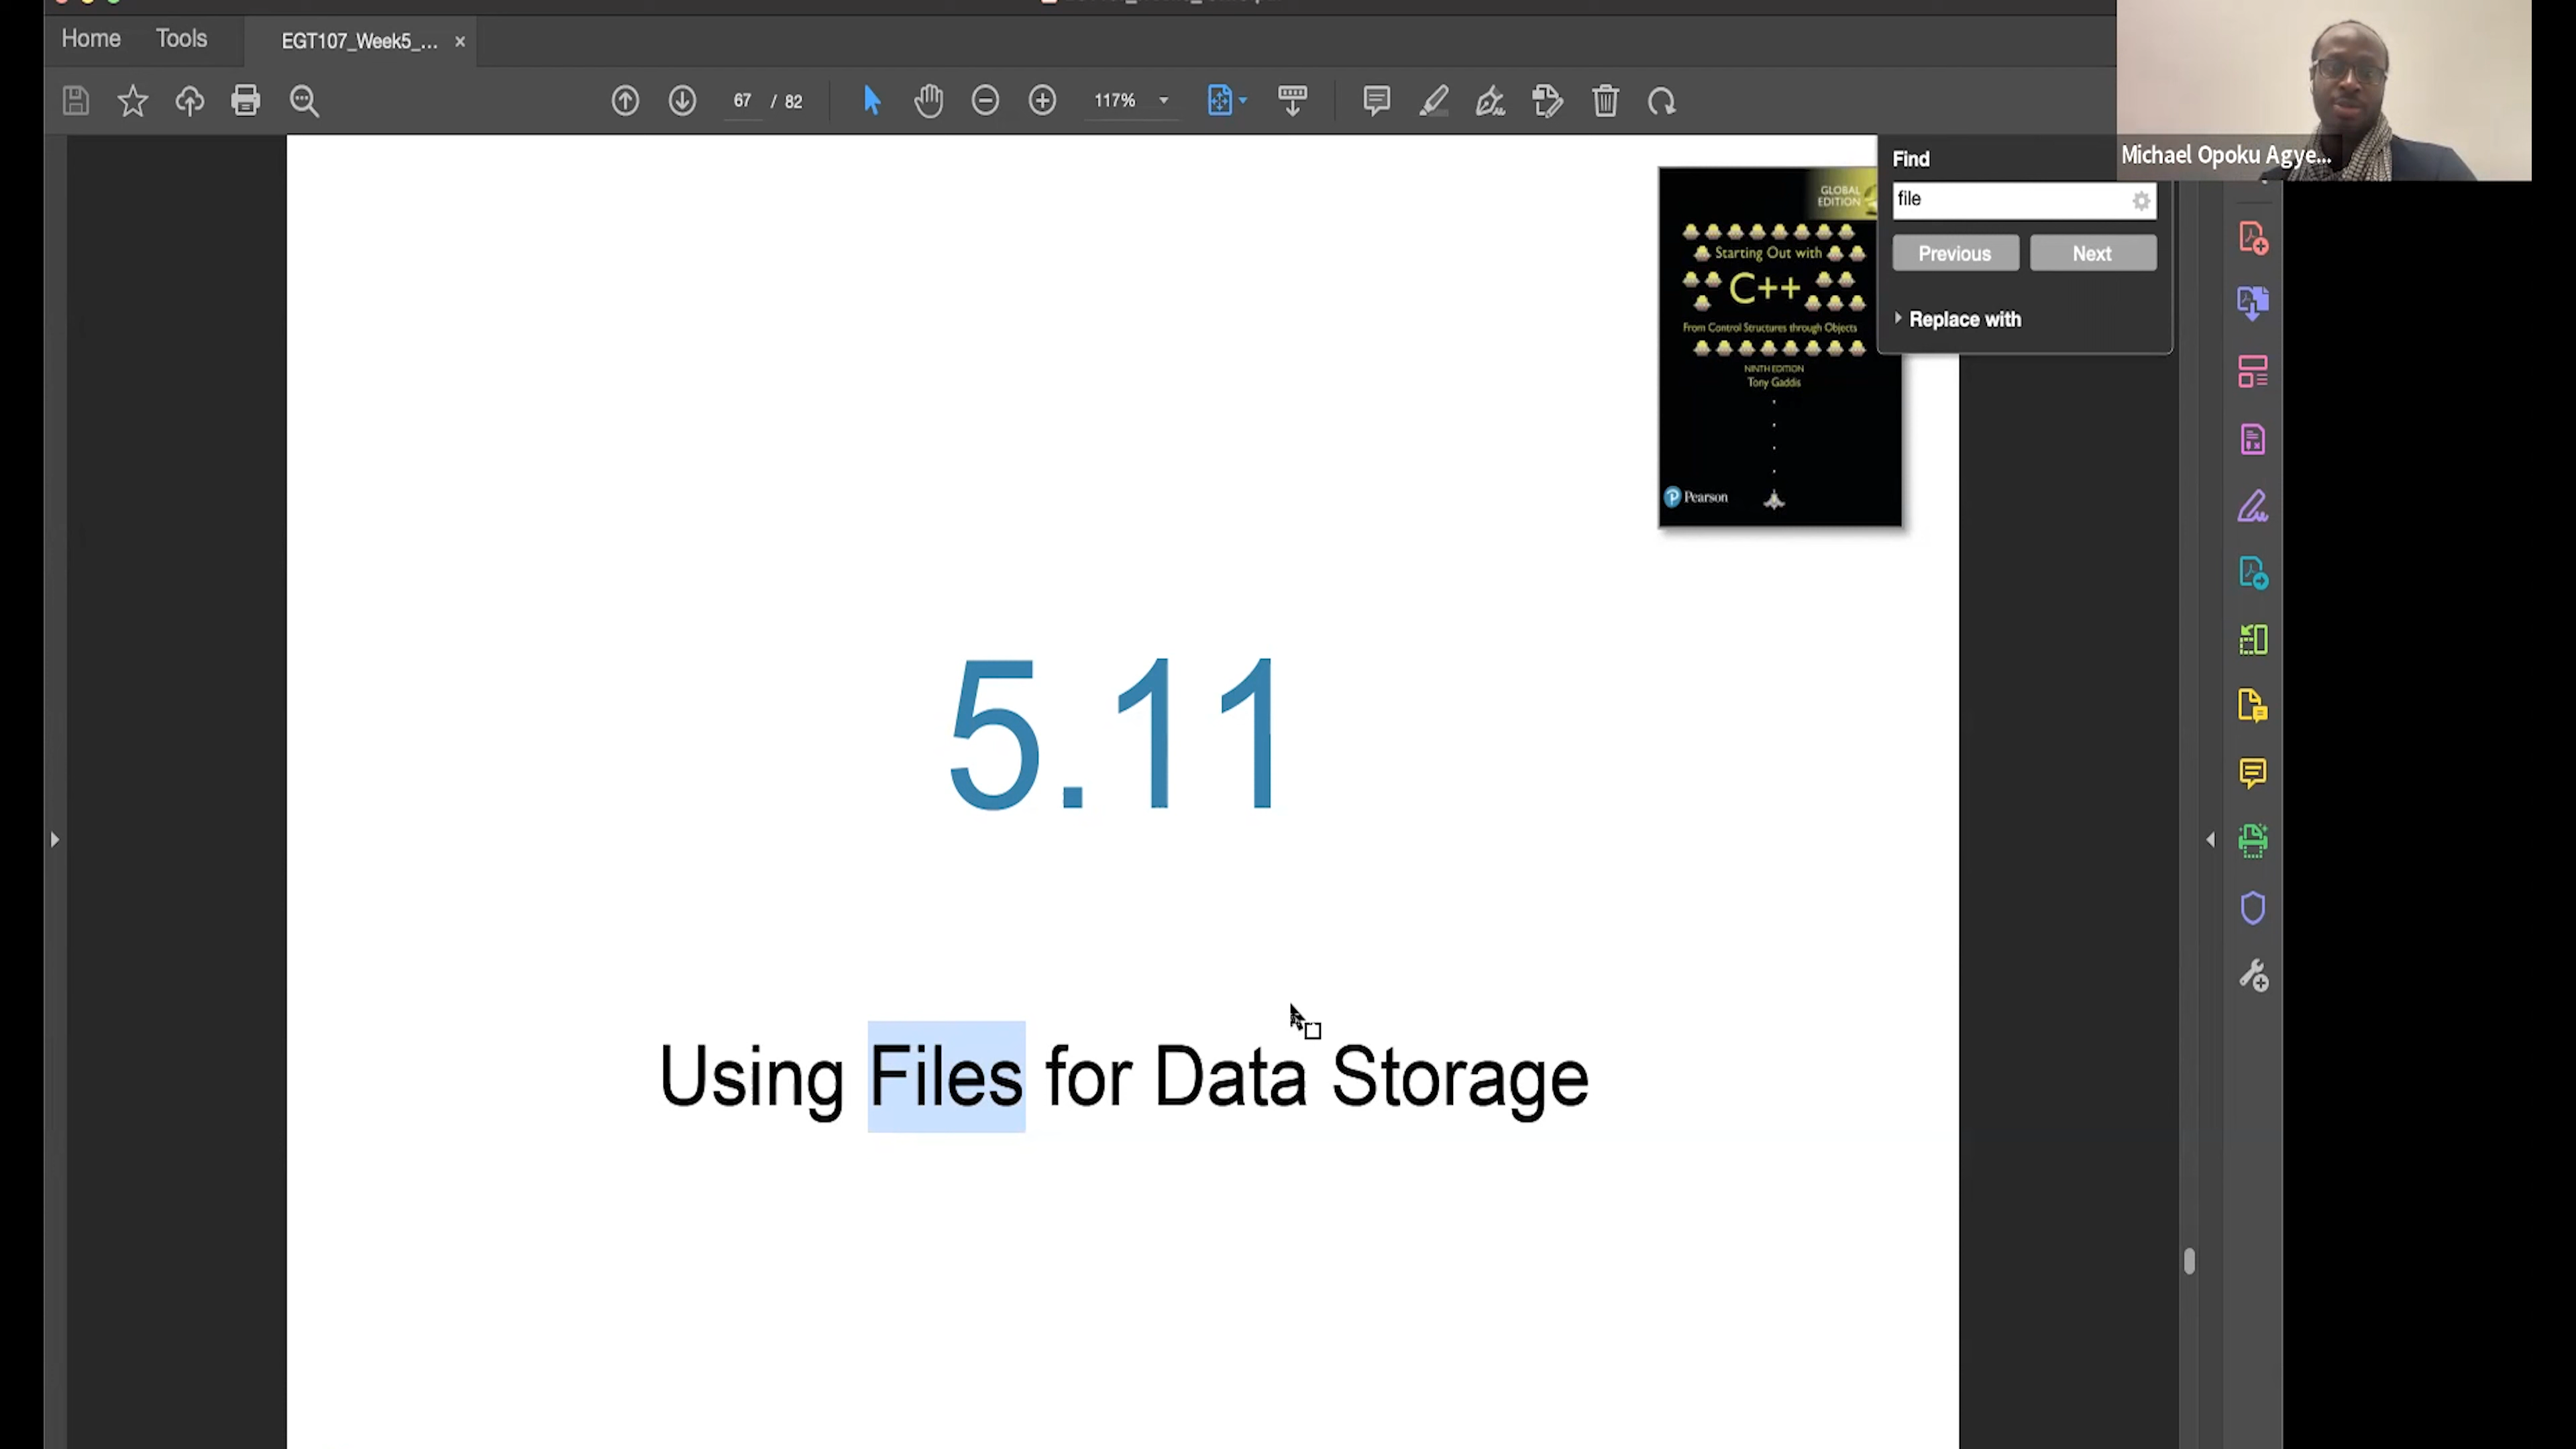 Home Tools EGT107_Week5_...
67 / 82
117%
Michael Opoku Agye...
Find
file
Previous Next
Replace with
GLOBAL
EDITION
Starting Out with
C++
From Control Structures through Objects
NINTH EDITION
Tony Gaddis
Pearson
5.11
Using Files for Data Storage